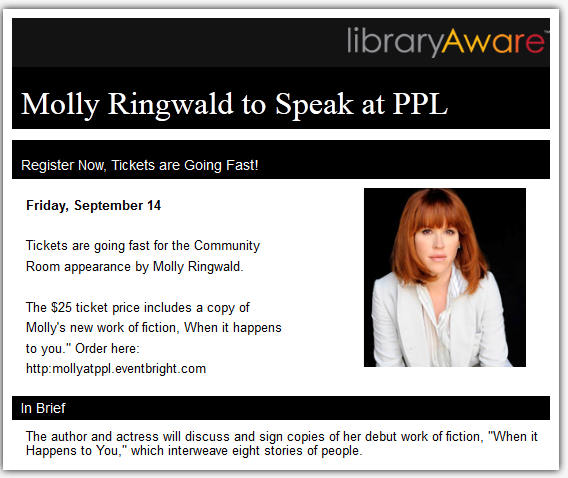 libraryAware™
Molly Ringwald to Speak at PPL
Register Now, Tickets are Going Fast!
Friday, September 14
Tickets are going fast for the Community
Room appearance by Molly Ringwald.
The $25 ticket price includes a copy of
Molly's new work of fiction, When it happens
to you." Order here:
http:mollyatppl.eventbright.com
In Brief
The author and actress will discuss and sign copies of her debut work of fiction, "When it
Happens to You," which interweave eight stories of people.